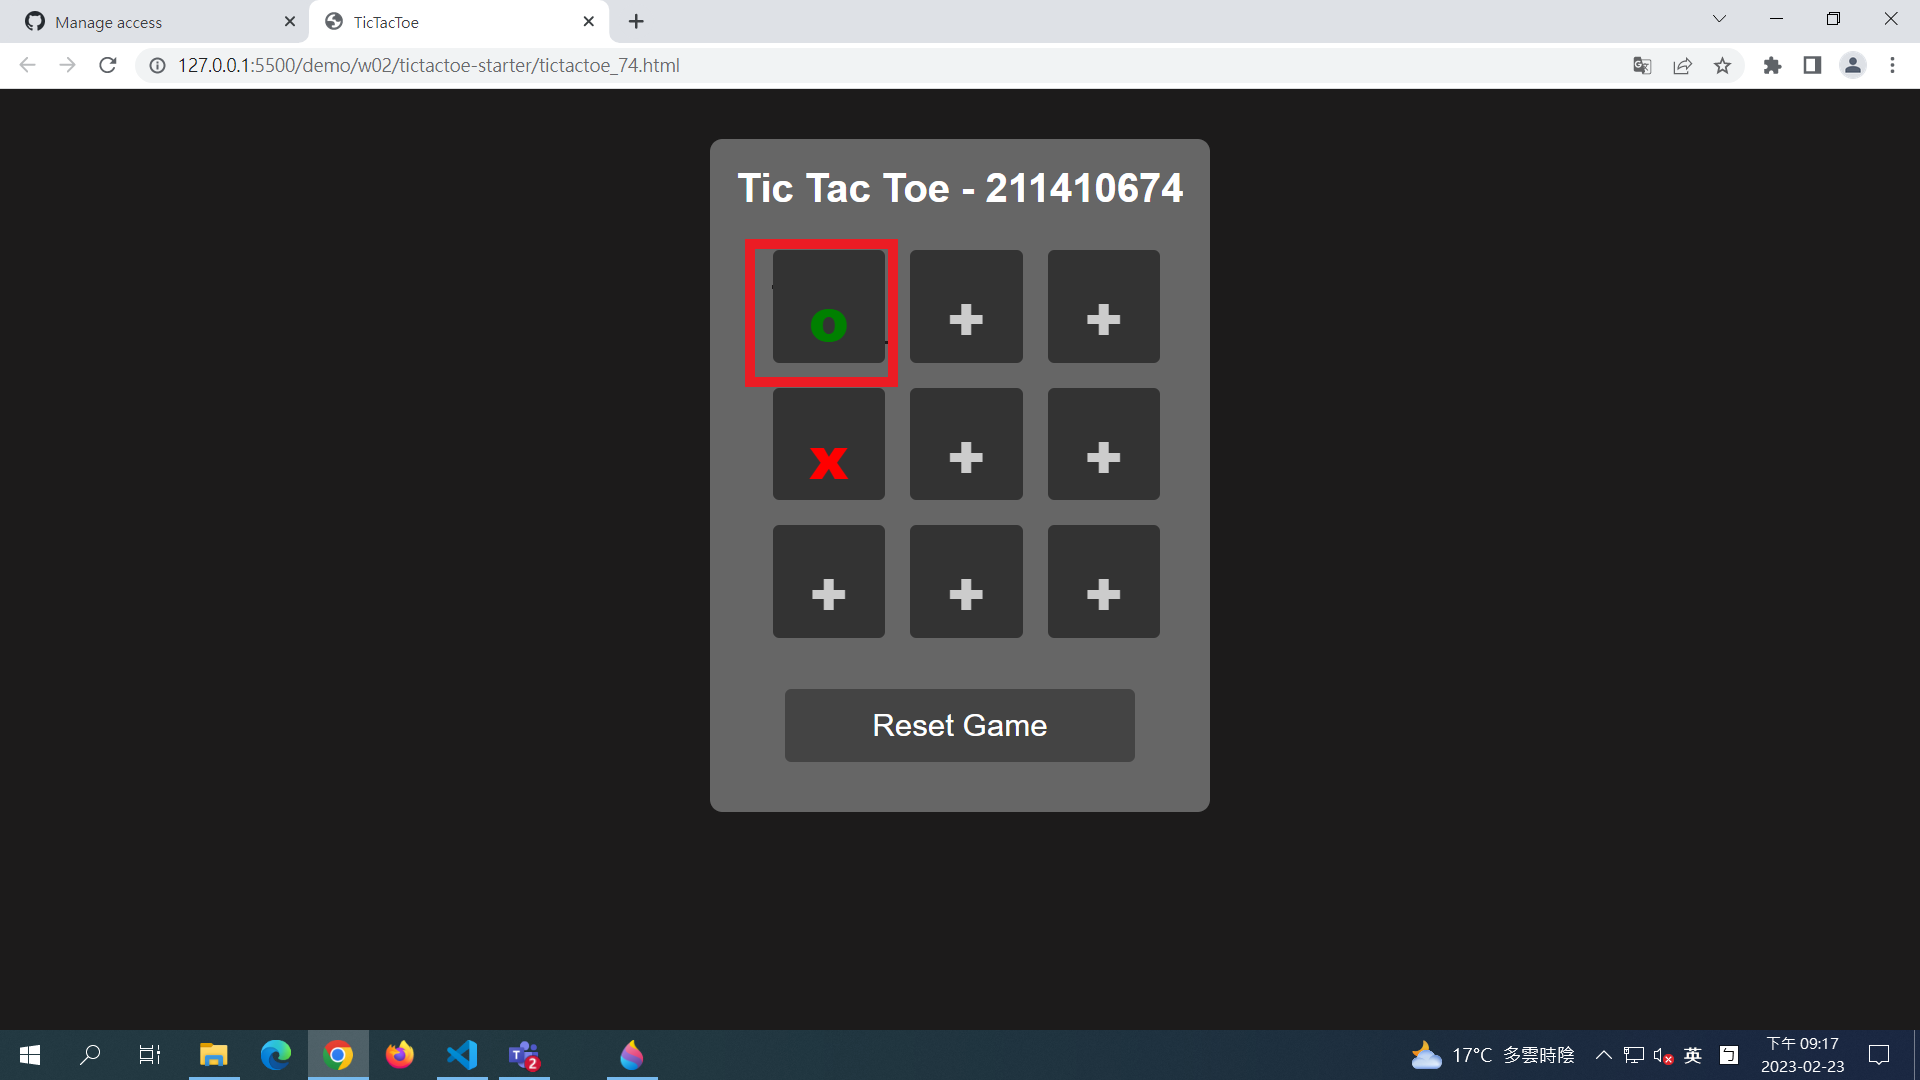 Manage access
TicTacToe
127.0.0.1:5500/demo/w02/tictactoe-starter/tictactoe_74.html
Tic Tac Toe - 211410674
o + +
x + +
+ + +
Reset Game
2
17°C 多雲時陰
英
ㄅ
下午 09:17
2023-02-23